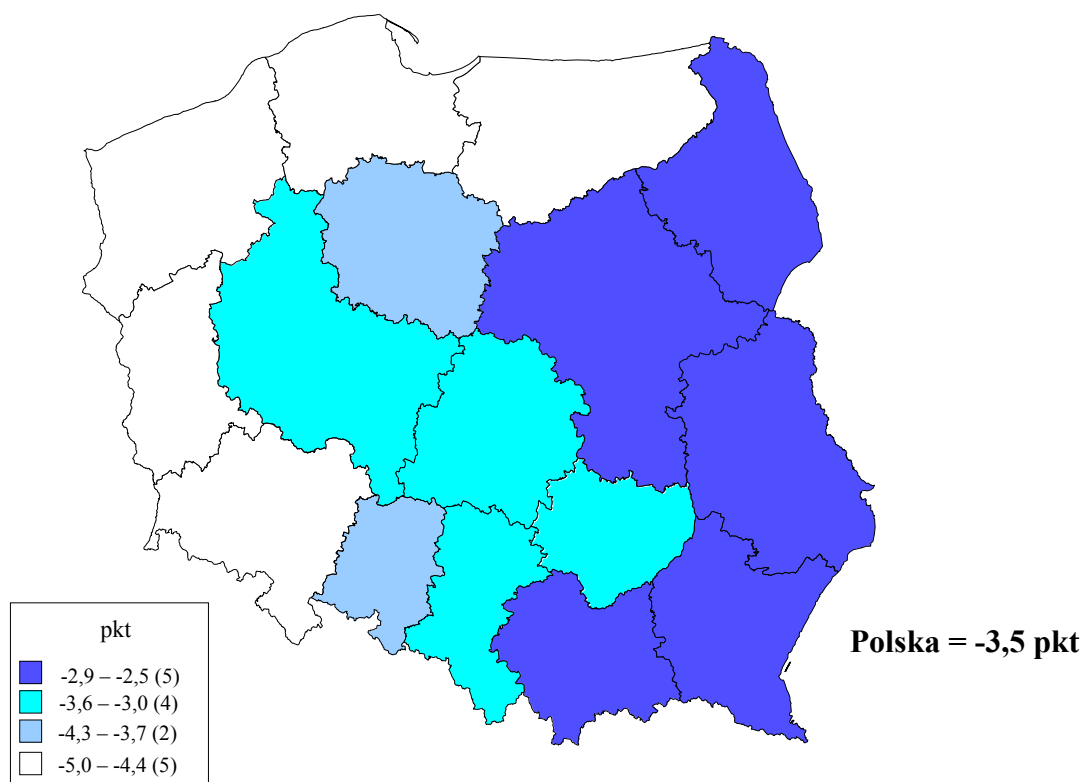 pkt
-2,9 – -2,5 (5)
-3,6 – -3,0 (4)
-4,3 – -3,7 (2)
-5,0 – -4,4 (5)
Polska = -3,5 pkt